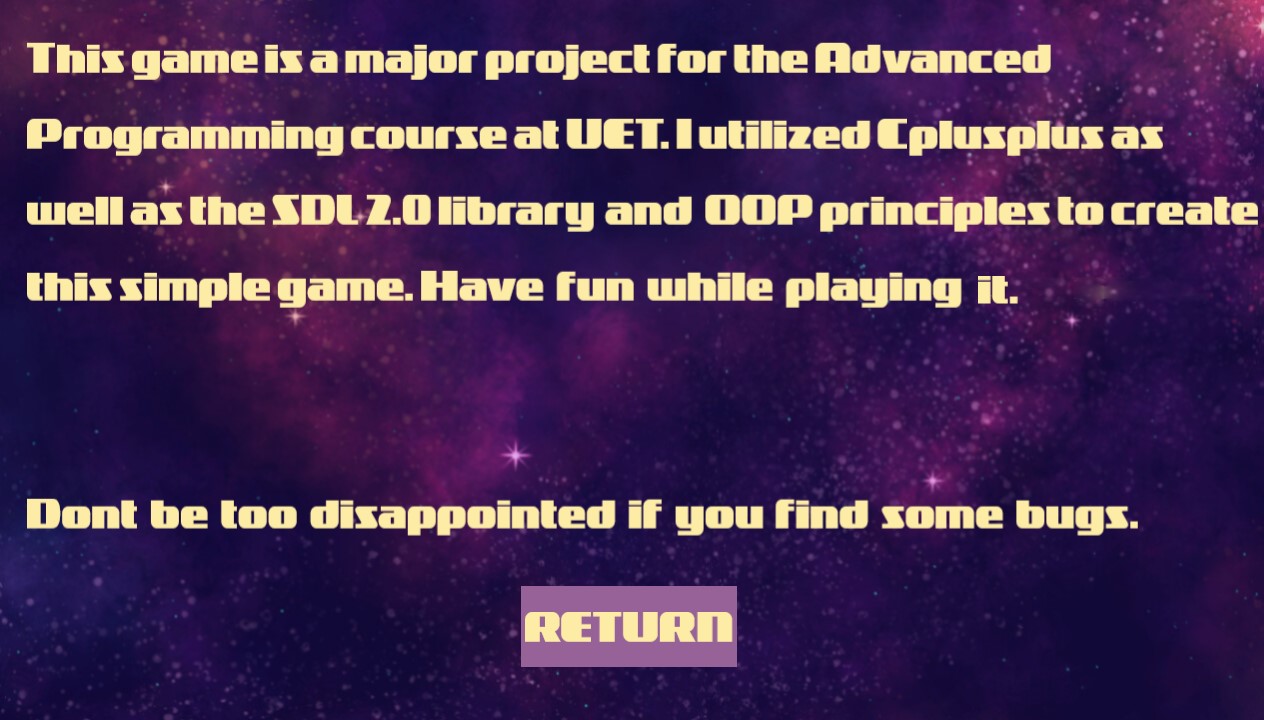 This game is a major project for the Advanced
Programming course at UET. I utilized Cplusplus as
well as the SDL 2.0 library and OOP principles to create
this simple game. Have fun while playing it.
Dont be too disappointed if you find some bugs.
RETURN